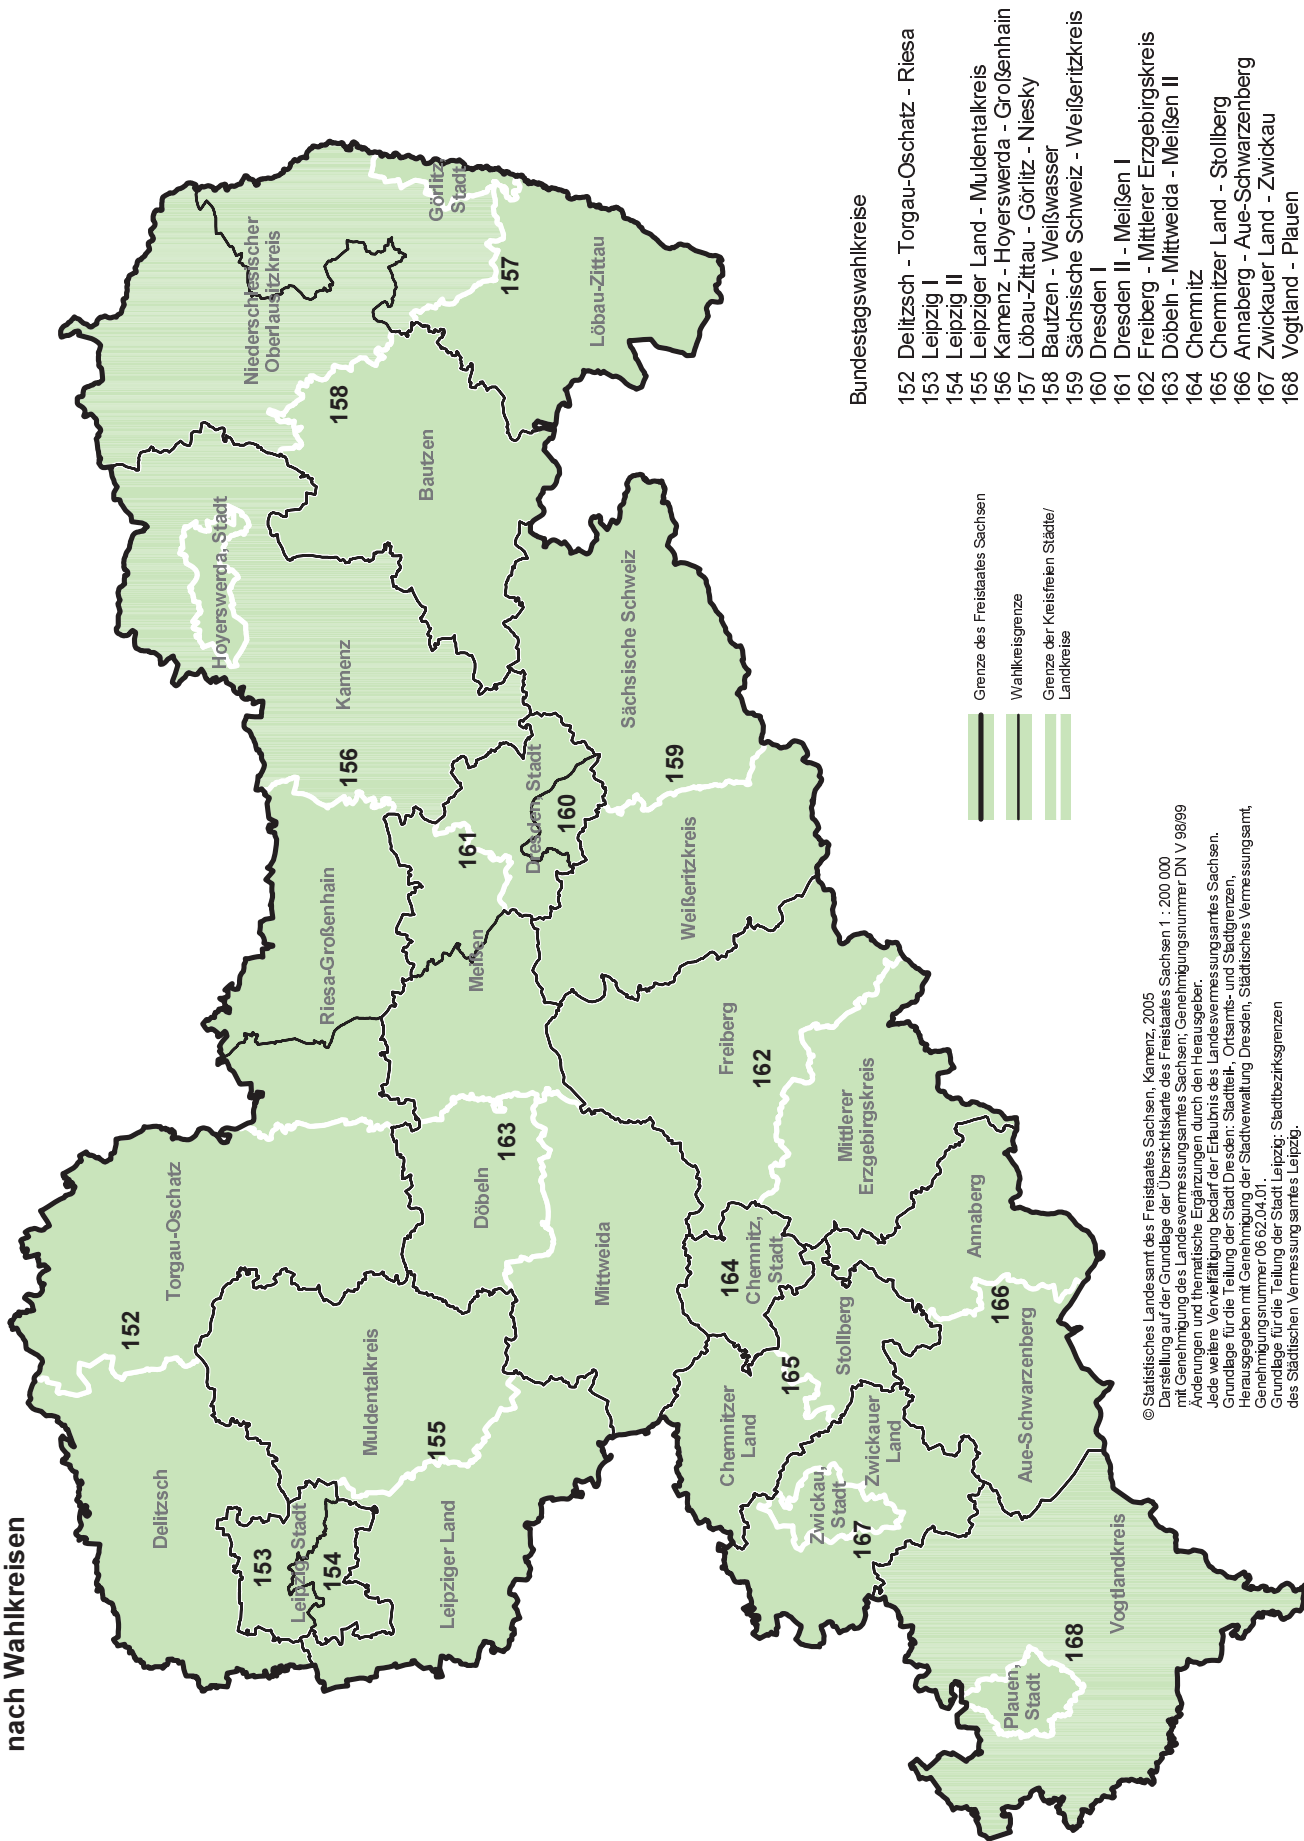 nach Wahlkreisen
152
Delitzsch
Torgau-Oschatz
153
Leipzig, Stadt
154
Muldentalkreis
155
Leipziger Land
Riesa-Großenhain
156
Kamenz
Hoyerswerda, Stadt
Niederschlesischer
Oberlausitzkreis
158
Bautzen
Görlitz
Stadt
157
Löbau-Zittau
Meißen
161
Dresden, Stadt
160
Döbeln
163
Mittweida
Sächsische Schweiz
159
Weißeritzkreis
Freiberg
162
Mittlerer
Erzgebirgskreis
164
Chemnitz,
Stadt
Chemnitzer
Land
165
Stollberg
Zwickau,
Stadt
167
Zwickauer
Land
Annaberg
166
Aue-Schwarzenberg
Plauen,
Stadt
168
Vogtlandkreis
Grenze des Freistaates Sachsen
Wahlkreisgrenze
Grenze der Kreisfreien Städte/
Landkreise
Bundestagswahlkreise
152 Delitzsch - Torgau-Oschatz - Riesa
153 Leipzig I
154 Leipzig II
155 Leipziger Land - Muldentalkreis
156 Kamenz - Hoyerswerda - Großenhain
157 Löbau-Zittau - Görlitz - Niesky
158 Bautzen - Weißwasser
159 Sächsische Schweiz - Weißeritzkreis
160 Dresden I
161 Dresden II - Meißen I
162 Freiberg - Mittlerer Erzgebirgskreis
163 Döbeln - Mittweida - Meißen II
164 Chemnitz
165 Chemnitzer Land - Stollberg
166 Annaberg - Aue-Schwarzenberg
167 Zwickauer Land - Zwickau
168 Vogtland - Plauen
© Statistisches Landesamt des Freistaates Sachsen, Kamenz, 2005
Darstellung auf der Grundlage der Übersichtskarte des Freistaates Sachsen 1 : 200 000
mit Genehmigung des Landesvermessungsamtes Sachsen; Genehmigungsnummer DN V 98/99
Änderungen und thematische Ergänzungen durch den Herausgeber.
Jede weitere Vervielfältigung bedarf der Erlaubnis des Landesvermessungsamtes Sachsen.
Grundlage für die Teilung der Stadt Dresden: Stadtteil-, Ortsamts- und Stadtgrenzen,
Herausgegeben mit Genehmigung der Stadtverwaltung Dresden, Städtisches Vermessungsamt,
Genehmigungsnummer 06 62.04.01.
Grundlage für die Teilung der Stadt Leipzig: Stadtbezirksgrenzen
des Städtischen Vermessungsamtes Leipzig.